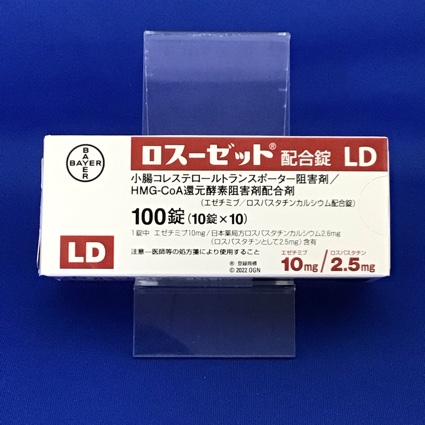 BAYER
BAYER
ロスーゼット® 配合錠 LD
小腸コレステロールトランスポーター阻害剤／
HMG-CoA還元酵素阻害剤配合剤
（エゼチミブ／ロスバスタチンカルシウム配合錠）
100錠（10錠×10）
1錠中 エゼチミブ10mg／日本薬局方ロスバスタチンカルシウム2.6mg
（ロスバスタチンとして2.5mg）含有
LD
注意－医師等の処方箋により使用すること
エゼチミブ ロスバスタチン
10mg/2.5mg
®登録商標
© 2022 OGN